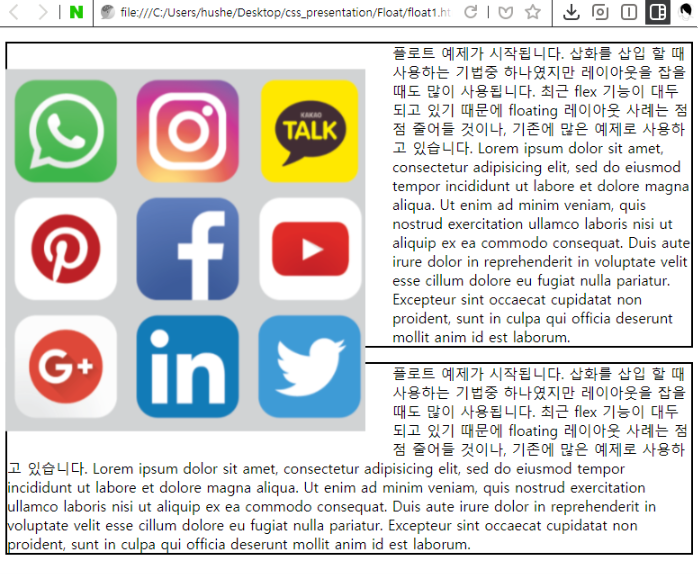 N
file:///C:/Users/hushe/Desktop/css_presentation/Float/float1.ht
KAKAO
TALK
G+
in
플로트 예제가 시작됩니다. 삽화를 삽입 할 때
사용하는 기법중 하나였지만 레이아웃을 잡을
때도 많이 사용됩니다. 최근 flex 기능이 대두
되고 있기 때문에 floating 레이아웃 사례는 점
점 줄어들 것이나, 기존에 많은 예제로 사용하
고 있습니다. Lorem ipsum dolor sit amet,
consectetur adipisicing elit, sed do eiusmod
tempor incididunt ut labore et dolore magna
aliqua. Ut enim ad minim veniam, quis
nostrud exercitation ullamco laboris nisi ut
aliquip ex ea commodo consequat. Duis aute
irure dolor in reprehenderit in voluptate velit
esse cillum dolore eu fugiat nulla pariatur.
Excepteur sint occaecat cupidatat non
proident, sunt in culpa qui officia deserunt
mollit anim id est laborum.
플로트 예제가 시작됩니다. 삽화를 삽입 할 때
사용하는 기법중 하나였지만 레이아웃을 잡을
때도 많이 사용됩니다. 최근 flex 기능이 대두
되고 있기 때문에 floating 레이아웃 사례는 점
점 줄어들 것이나, 기존에 많은 예제로 사용하
고 있습니다. Lorem ipsum dolor sit amet, consectetur adipisicing elit, sed do eiusmod tempor
incididunt ut labore et dolore magna aliqua. Ut enim ad minim veniam, quis nostrud exercitation
ullamco laboris nisi ut aliquip ex ea commodo consequat. Duis aute irure dolor in reprehenderit in
voluptate velit esse cillum dolore eu fugiat nulla pariatur. Excepteur sint occaecat cupidatat non
proident, sunt in culpa qui officia deserunt mollit anim id est laborum.